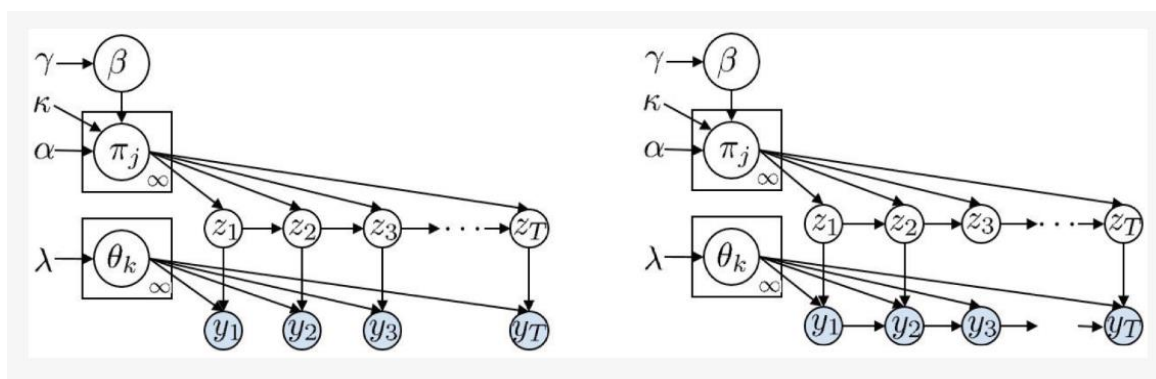 γ β
κ
α π_j
∞
z_1 z_2 z_3 · · · z_T
λ θ_k
∞
y_1 y_2 y_3 y_T
γ β
κ
α π_j
∞
z_1 z_2 z_3 · · · z_T
λ θ_k
∞
y_1 y_2 y_3 y_T